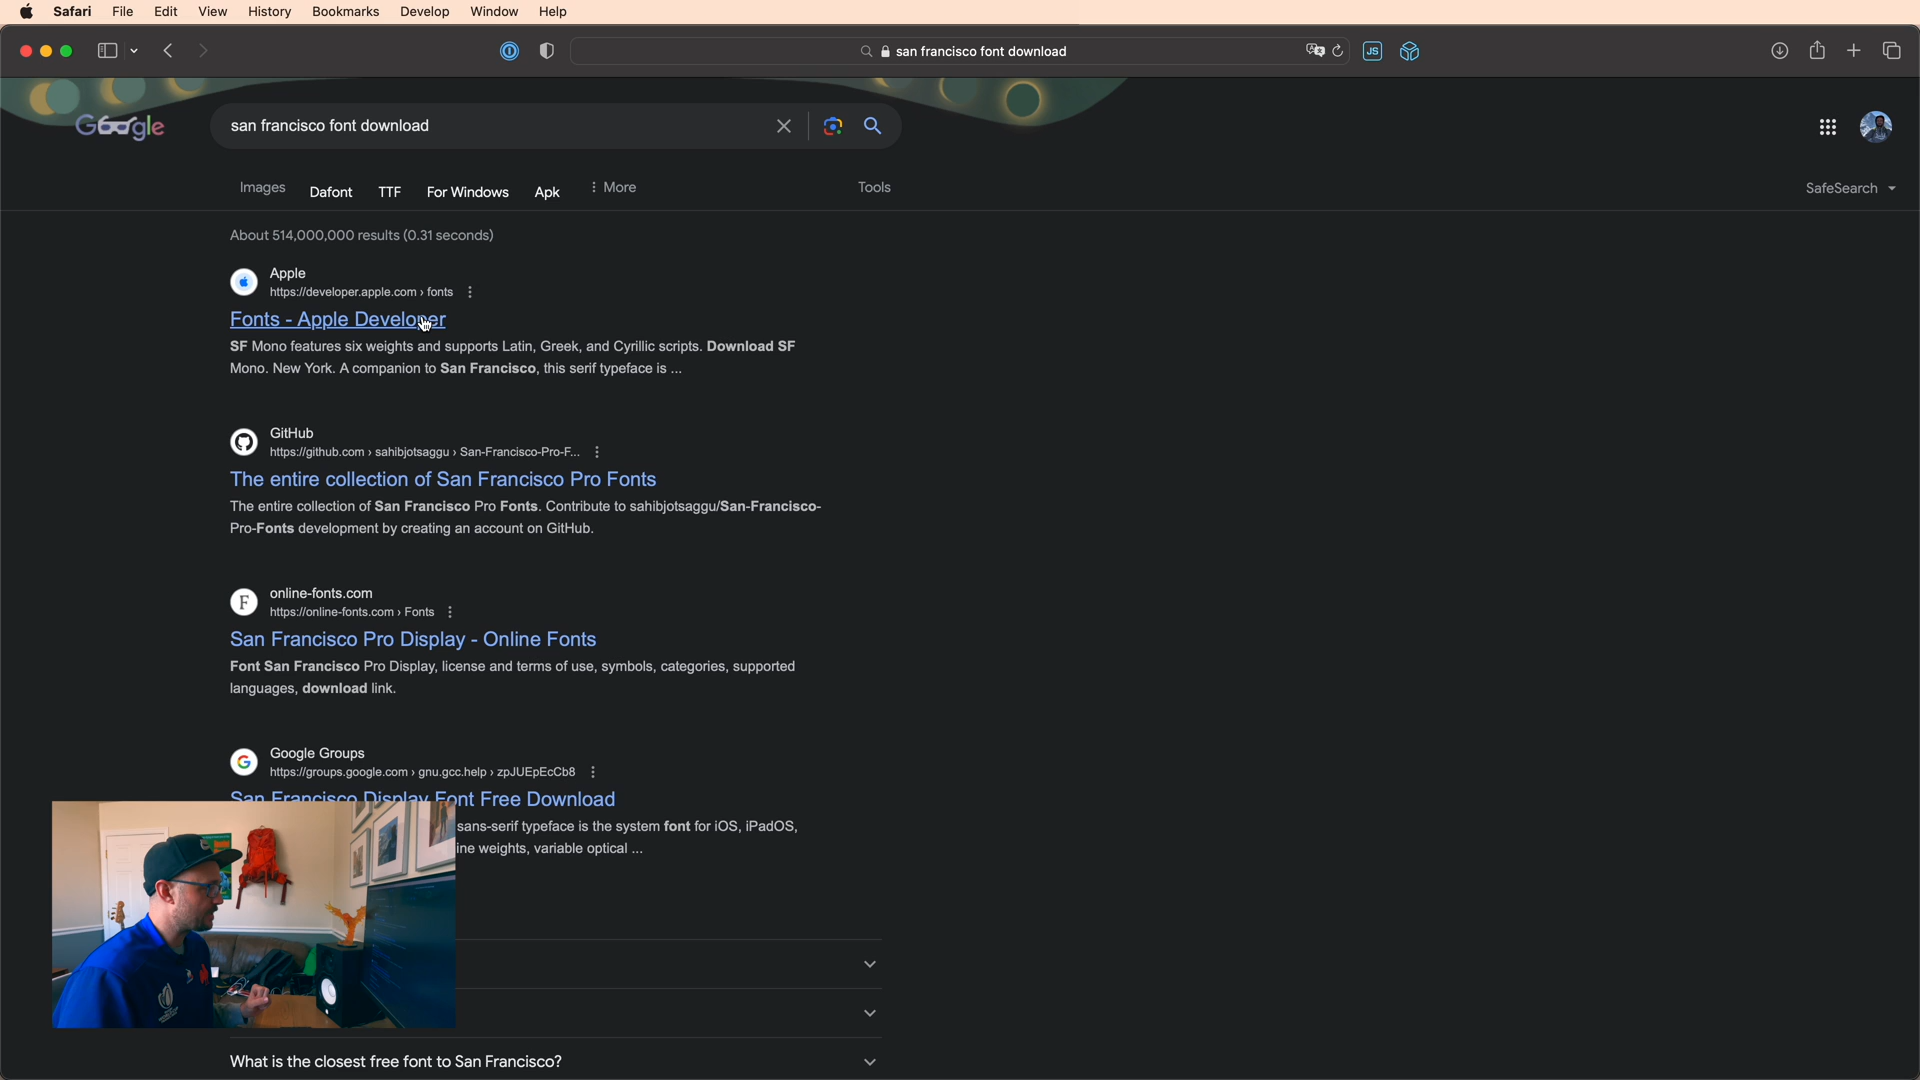 Safari File Edit View History Bookmarks Develop Window Help
san francisco font download
JS
Google
san francisco font download
Images Dafont TTF For Windows Apk More Tools SafeSearch
About 514,000,000 results (0.31 seconds)
Apple
https://developer.apple.com › fonts
Fonts - Apple Developer
SF Mono features six weights and supports Latin, Greek, and Cyrillic scripts. Download SF
Mono. New York. A companion to San Francisco, this serif typeface is ...
GitHub
https://github.com › sahibjotsaggu › San-Francisco-Pro-F...
The entire collection of San Francisco Pro Fonts
The entire collection of San Francisco Pro Fonts. Contribute to sahibjotsaggu/San-Francisco-
Pro-Fonts development by creating an account on GitHub.
F
online-fonts.com
https://online-fonts.com › Fonts
San Francisco Pro Display - Online Fonts
Font San Francisco Pro Display, license and terms of use, symbols, categories, supported
languages, download link.
G
Google Groups
https://groups.google.com › gnu.gcc.help › zpJUEpEcCb8
San Francisco Display Font Free Download
sans-serif typeface is the system font for iOS, iPadOS,
ine weights, variable optical ...
What is the closest free font to San Francisco?